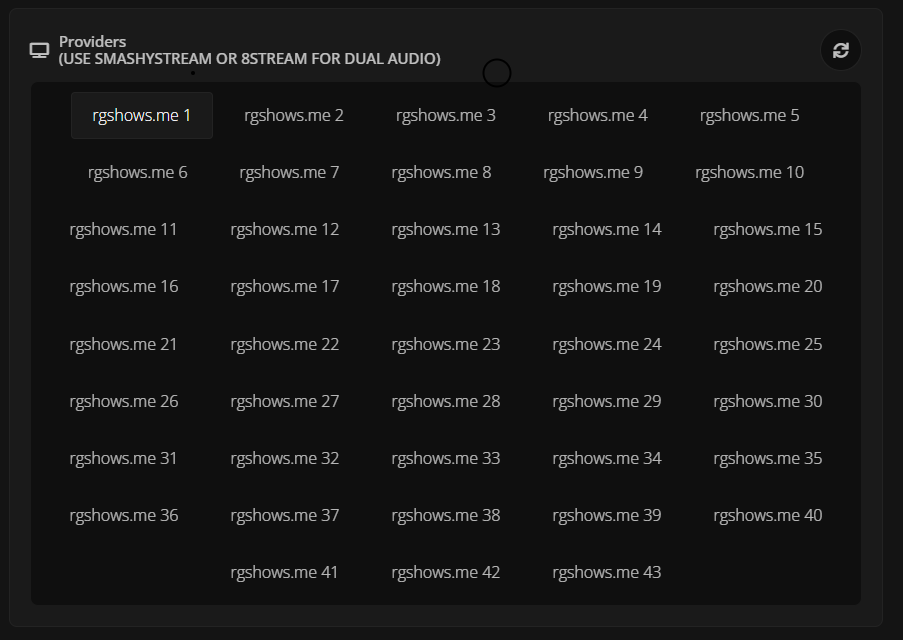 Providers
(USE SMASHYSTREAM OR 8STREAM FOR DUAL AUDIO)
rgshows.me 1 rgshows.me 2 rgshows.me 3 rgshows.me 4 rgshows.me 5
rgshows.me 6 rgshows.me 7 rgshows.me 8 rgshows.me 9 rgshows.me 10
rgshows.me 11 rgshows.me 12 rgshows.me 13 rgshows.me 14 rgshows.me 15
rgshows.me 16 rgshows.me 17 rgshows.me 18 rgshows.me 19 rgshows.me 20
rgshows.me 21 rgshows.me 22 rgshows.me 23 rgshows.me 24 rgshows.me 25
rgshows.me 26 rgshows.me 27 rgshows.me 28 rgshows.me 29 rgshows.me 30
rgshows.me 31 rgshows.me 32 rgshows.me 33 rgshows.me 34 rgshows.me 35
rgshows.me 36 rgshows.me 37 rgshows.me 38 rgshows.me 39 rgshows.me 40
rgshows.me 41 rgshows.me 42 rgshows.me 43